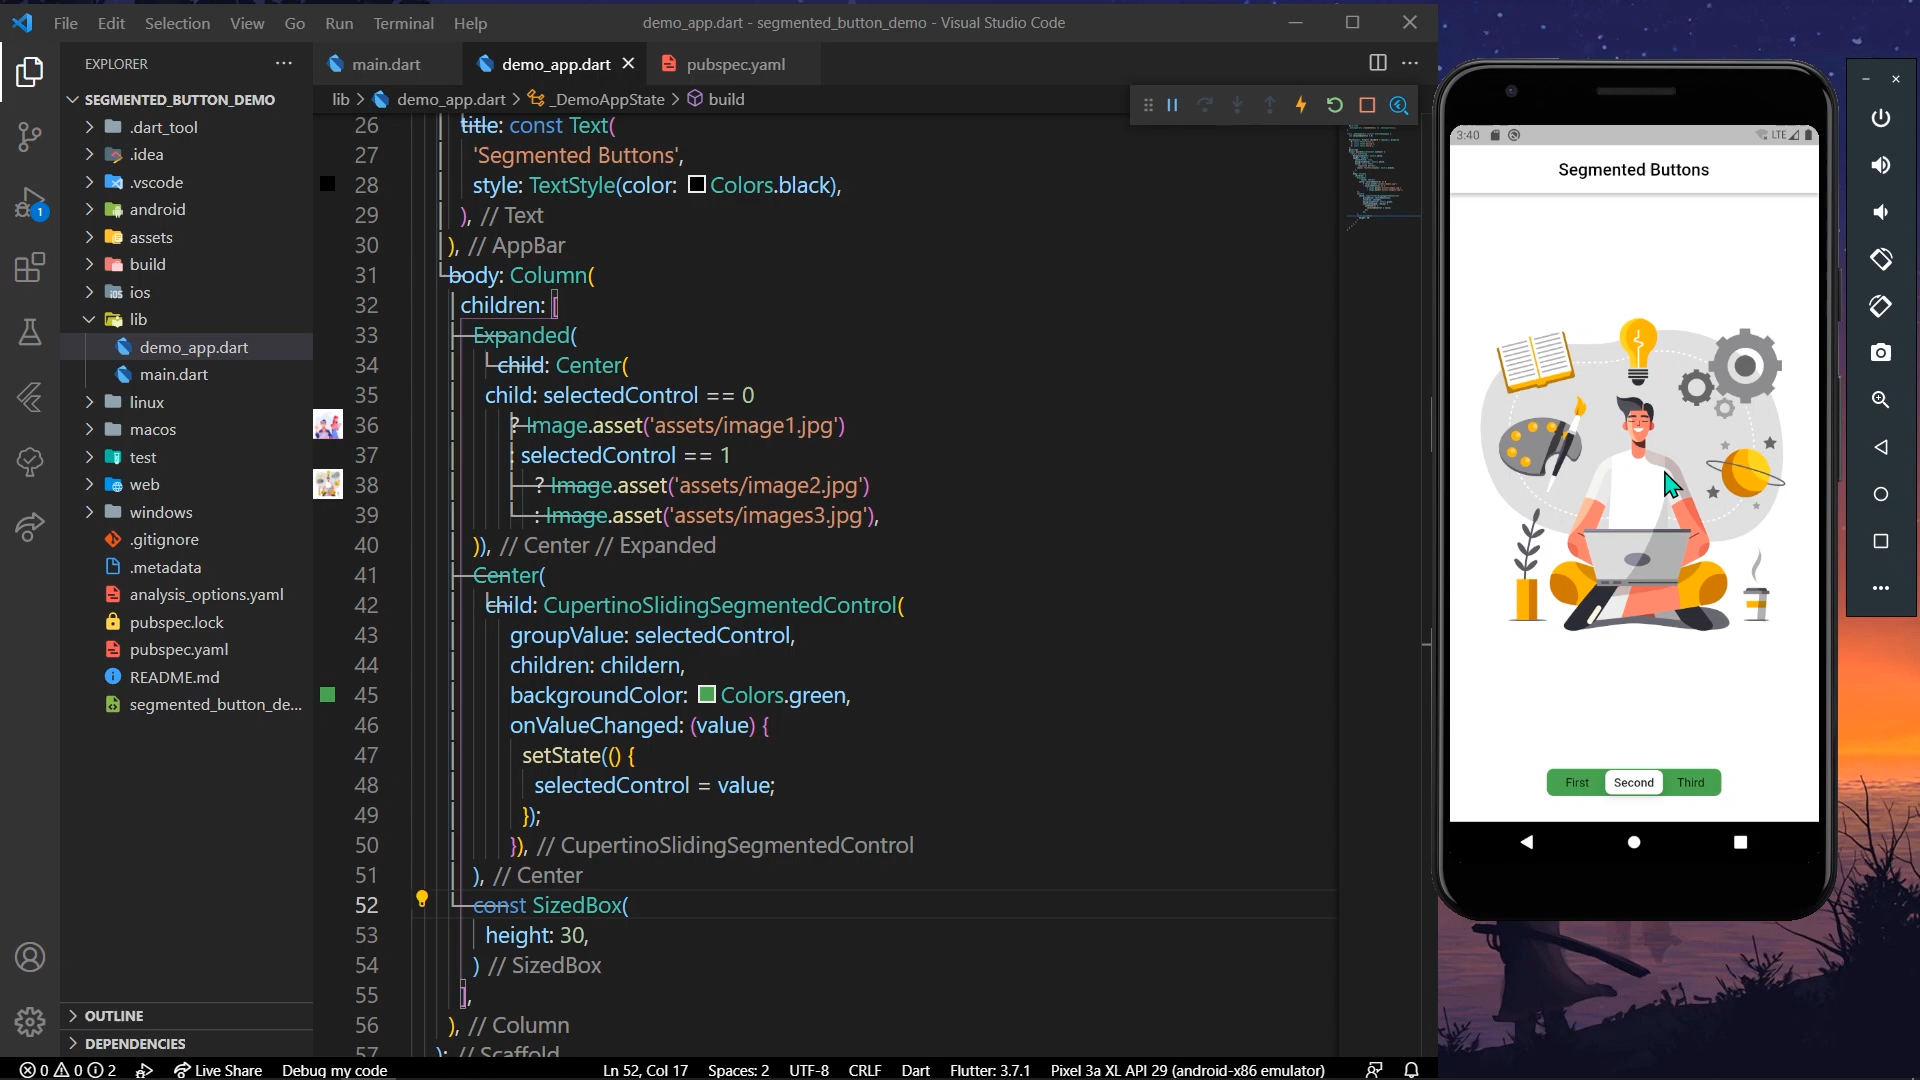 File Edit Selection View Go Run Terminal Help
demo_app.dart - segmented_button_demo - Visual Studio Code
EXPLORER
main.dart
demo_app.dart
pubspec.yaml
SEGMENTED_BUTTON_DEMO
lib > demo_app.dart > _DemoAppState > build
.dart_tool
.idea
.vscode
android
assets
build
ios
lib
demo_app.dart
main.dart
linux
macos
test
web
windows
.gitignore
.metadata
analysis_options.yaml
pubspec.lock
pubspec.yaml
README.md
segmented_button_de...
OUTLINE
DEPENDENCIES
1
26 title: const Text(
27 'Segmented Buttons',
28 style: TextStyle(color: Colors.black),
29 ), // Text
30 ), // AppBar
31 body: Column(
32 children: [
33 Expanded(
34 child: Center(
35 child: selectedControl == 0
36 ? Image.asset('assets/image1.jpg')
37 : selectedControl == 1
38 ? Image.asset('assets/image2.jpg')
39 : Image.asset('assets/images3.jpg'),
40 )), // Center // Expanded
41 Center(
42 child: CupertinoSlidingSegmentedControl(
43 groupValue: selectedControl,
44 children: childern,
45 backgroundColor: Colors.green,
46 onValueChanged: (value) {
47 setState(() {
48 selectedControl = value;
49 });
50 }), // CupertinoSlidingSegmentedControl
51 ), // Center
52 const SizedBox(
53 height: 30,
54 ) // SizedBox
55 ],
56 ), // Column
57 ); // Scaffold
3:40
LTE
Segmented Buttons
First Second Third
0 0 2 Live Share Debug my code
Ln 52, Col 17 Spaces: 2 UTF-8 CRLF Dart Flutter: 3.7.1 Pixel 3a XL API 29 (android-x86 emulator)